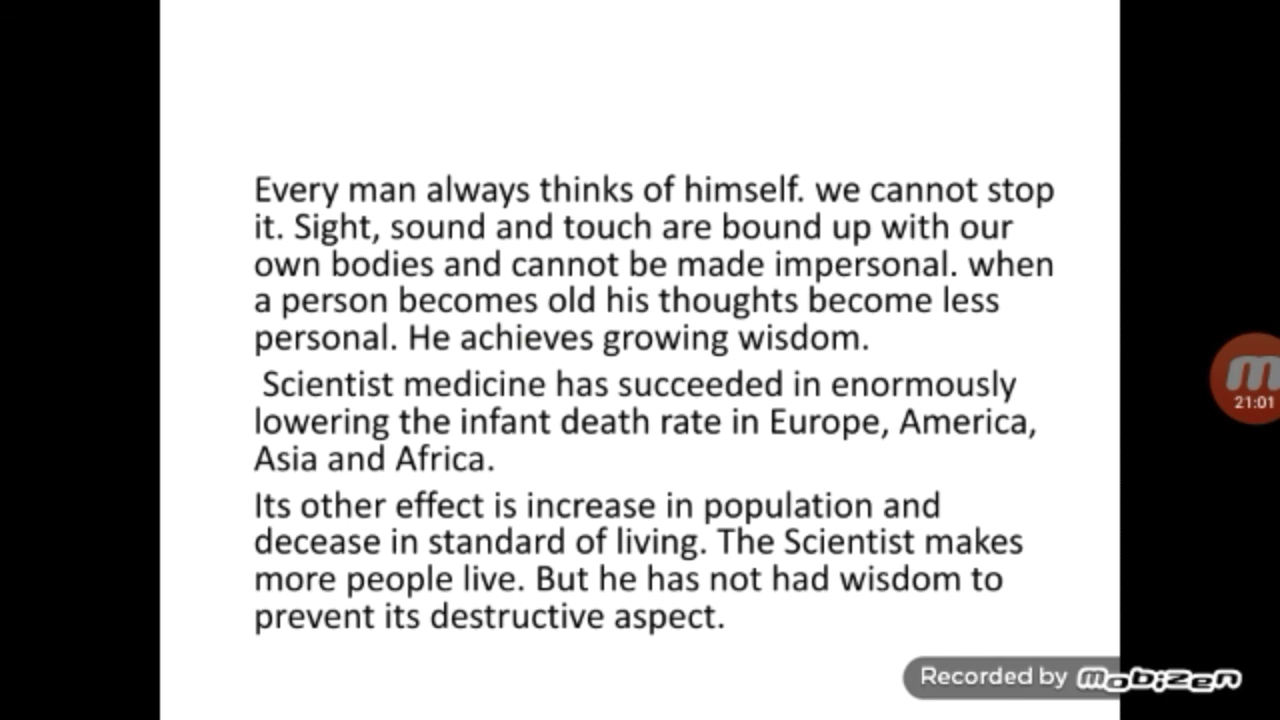 Every man always thinks of himself. we cannot stop
it. Sight, sound and touch are bound up with our
own bodies and cannot be made impersonal. when
a person becomes old his thoughts become less
personal. He achieves growing wisdom.
Scientist medicine has succeeded in enormously
lowering the infant death rate in Europe, America,
Asia and Africa.
Its other effect is increase in population and
decease in standard of living. The Scientist makes
more people live. But he has not had wisdom to
prevent its destructive aspect.
m
21:01
Recorded by mobizen